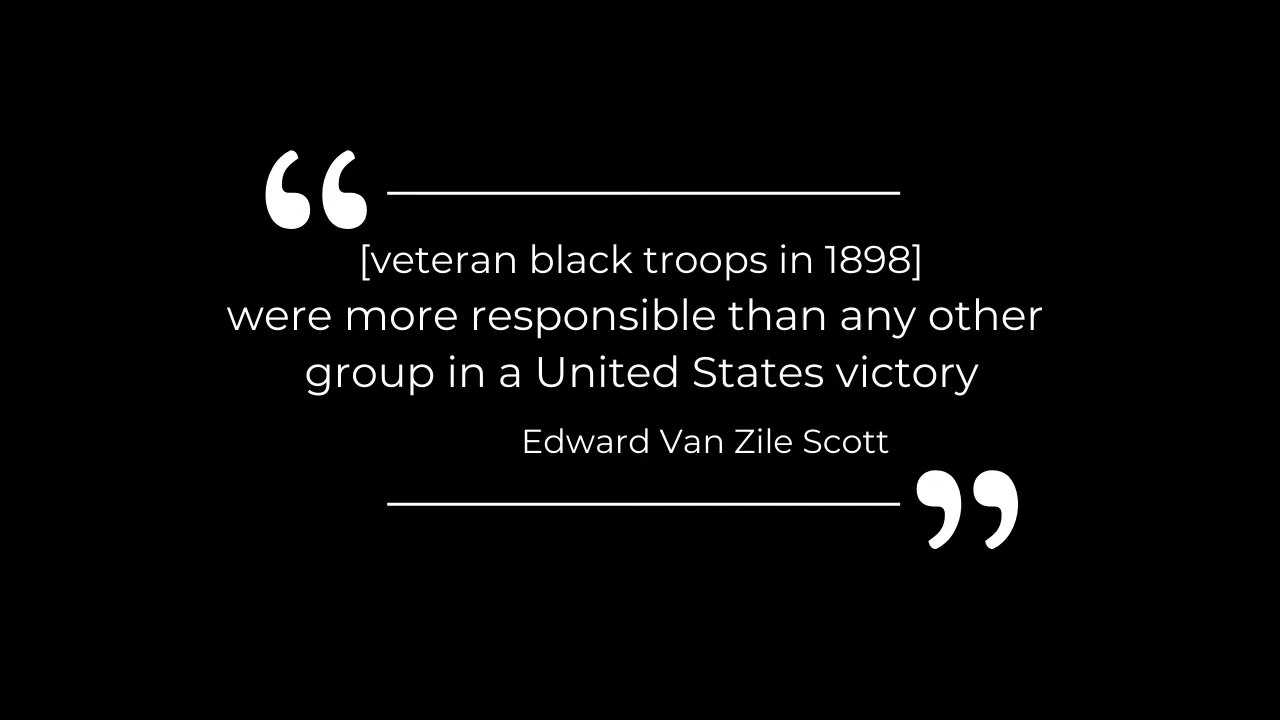 [veteran black troops in 1898]
were more responsible than any other
group in a United States victory
Edward Van Zile Scott